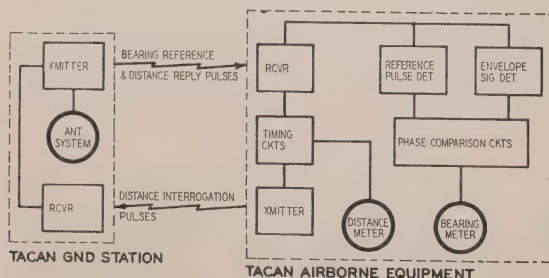 XMITTER
ANT
SYSTEM
RCVR
TACAN GND STATION
BEARING REFERENCE
& DISTANCE REPLY PULSES
DISTANCE INTERROGATION
PULSES
RCVR
REFERENCE
PULSE DET
ENVELOPE
SIG DET
TIMING
CKTS
PHASE COMPARISON CKTS
XMITTER
DISTANCE
METER
BEARING
METER
TACAN AIRBORNE EQUIPMENT